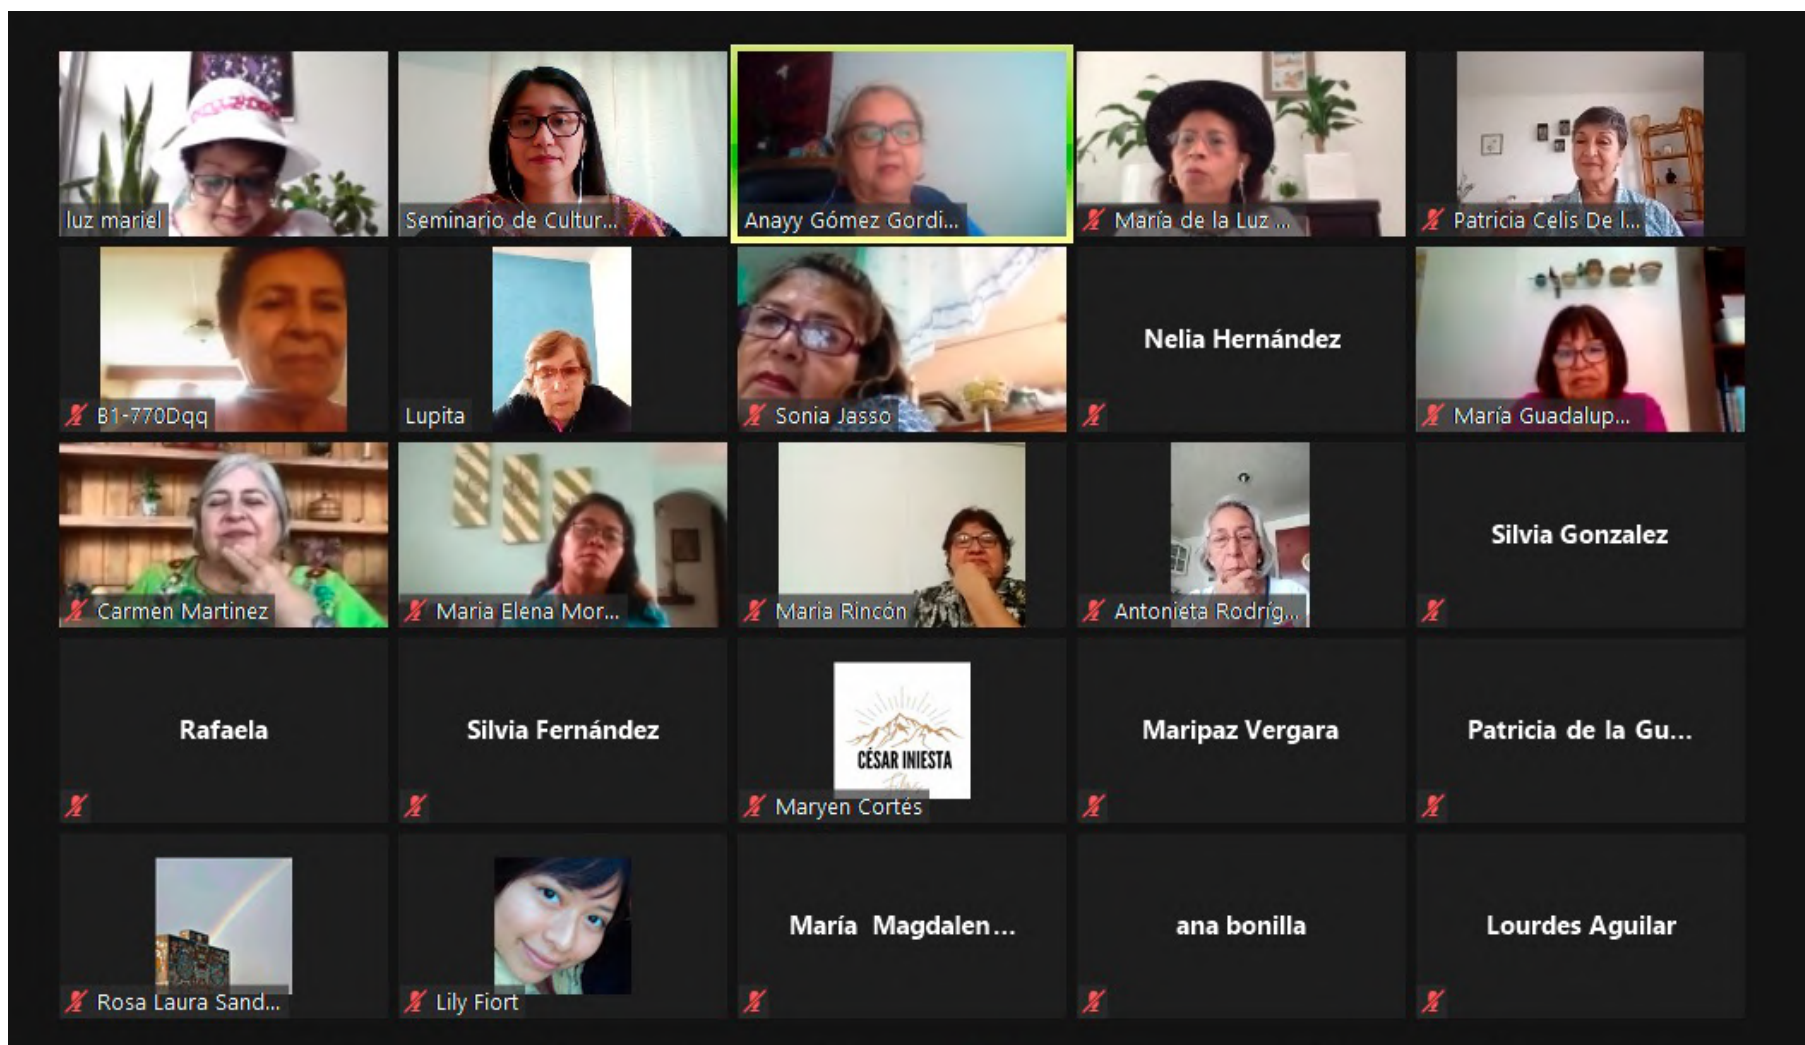 luz mariel
Seminario de Cultur...
Anayy Gómez Gordi...
María de la Luz ...
Patricia Celis De l...
B1-770Dqq
Lupita
Sonia Jasso
Nelia Hernández
María Guadalup...
Carmen Martinez
Maria Elena Mor...
Maria Rincón
Antonieta Rodríg...
Silvia Gonzalez
Rafaela
Silvia Fernández
CÉSAR INIESTA
Maryen Cortés
Maripaz Vergara
Patricia de la Gu...
Rosa Laura Sand...
Lily Fiort
María Magdalen...
ana bonilla
Lourdes Aguilar